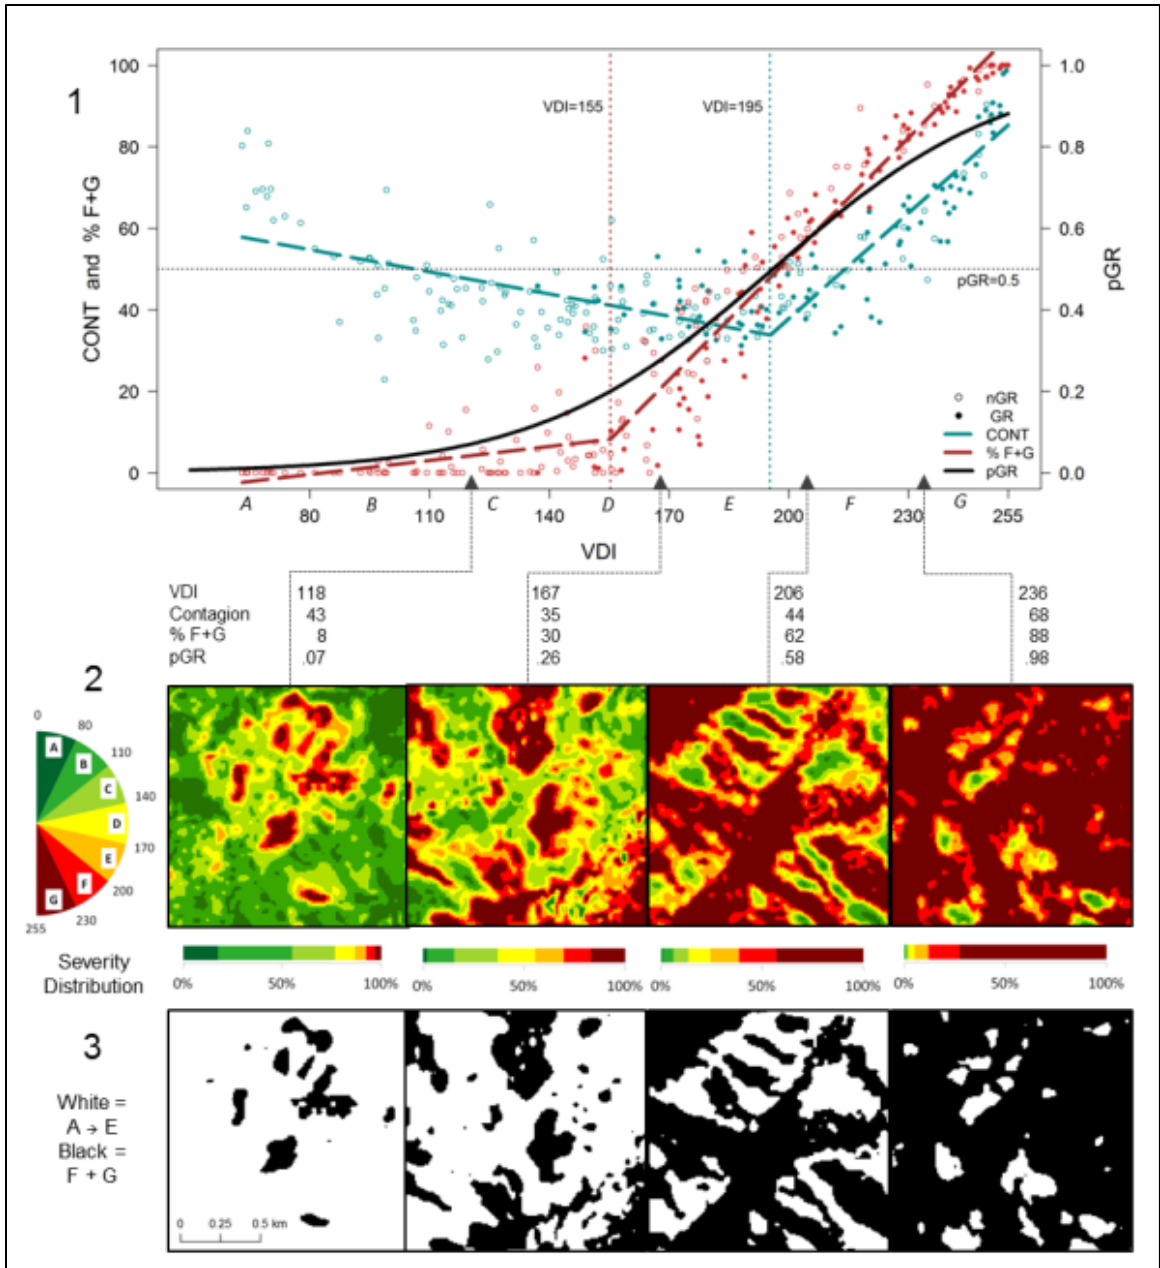 1
CONT and % F+G
100
80
60
40
20
0
VDI=155
VDI=195
pGR=0.5
nGR
GR
CONT
% F+G
pGR
1.0
0.8
0.6
0.4
0.2
0.0
pGR
A B C D E F G
80 110 140 170 200 230 255
VDI
VDI 118 167 206 236
Contagion 43 35 44 68
% F+G 8 30 62 88
pGR .07 .26 .58 .98
2
0
80
110
140
170
200
230
255
A
B
C
D
E
F
G
Severity
Distribution
0% 50% 100% 0% 50% 100% 0% 50% 100% 0% 50% 100%
3
White =
A → E
Black =
F + G
0 0.25 0.5 km